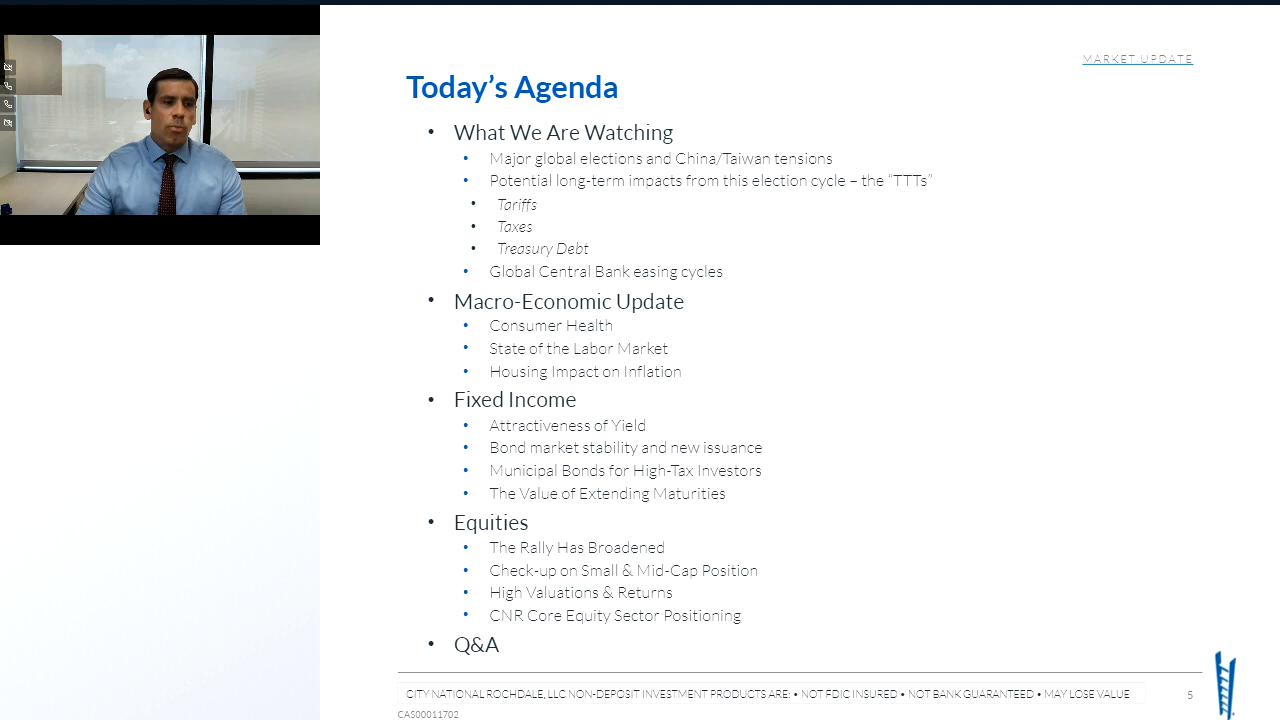 MARKET UPDATE
Today's Agenda
• What We Are Watching
• Major global elections and China/Taiwan tensions
• Potential long-term impacts from this election cycle – the “TTTs”
• Tariffs
• Taxes
• Treasury Debt
• Global Central Bank easing cycles
• Macro-Economic Update
• Consumer Health
• State of the Labor Market
• Housing Impact on Inflation
• Fixed Income
• Attractiveness of Yield
• Bond market stability and new issuance
• Municipal Bonds for High-Tax Investors
• The Value of Extending Maturities
• Equities
• The Rally Has Broadened
• Check-up on Small & Mid-Cap Position
• High Valuations & Returns
• CNR Core Equity Sector Positioning
• Q&A
CITY NATIONAL ROCHDALE, LLC NON-DEPOSIT INVESTMENT PRODUCTS ARE: • NOT FDIC INSURED • NOT BANK GUARANTEED • MAY LOSE VALUE
5
CAS00011702